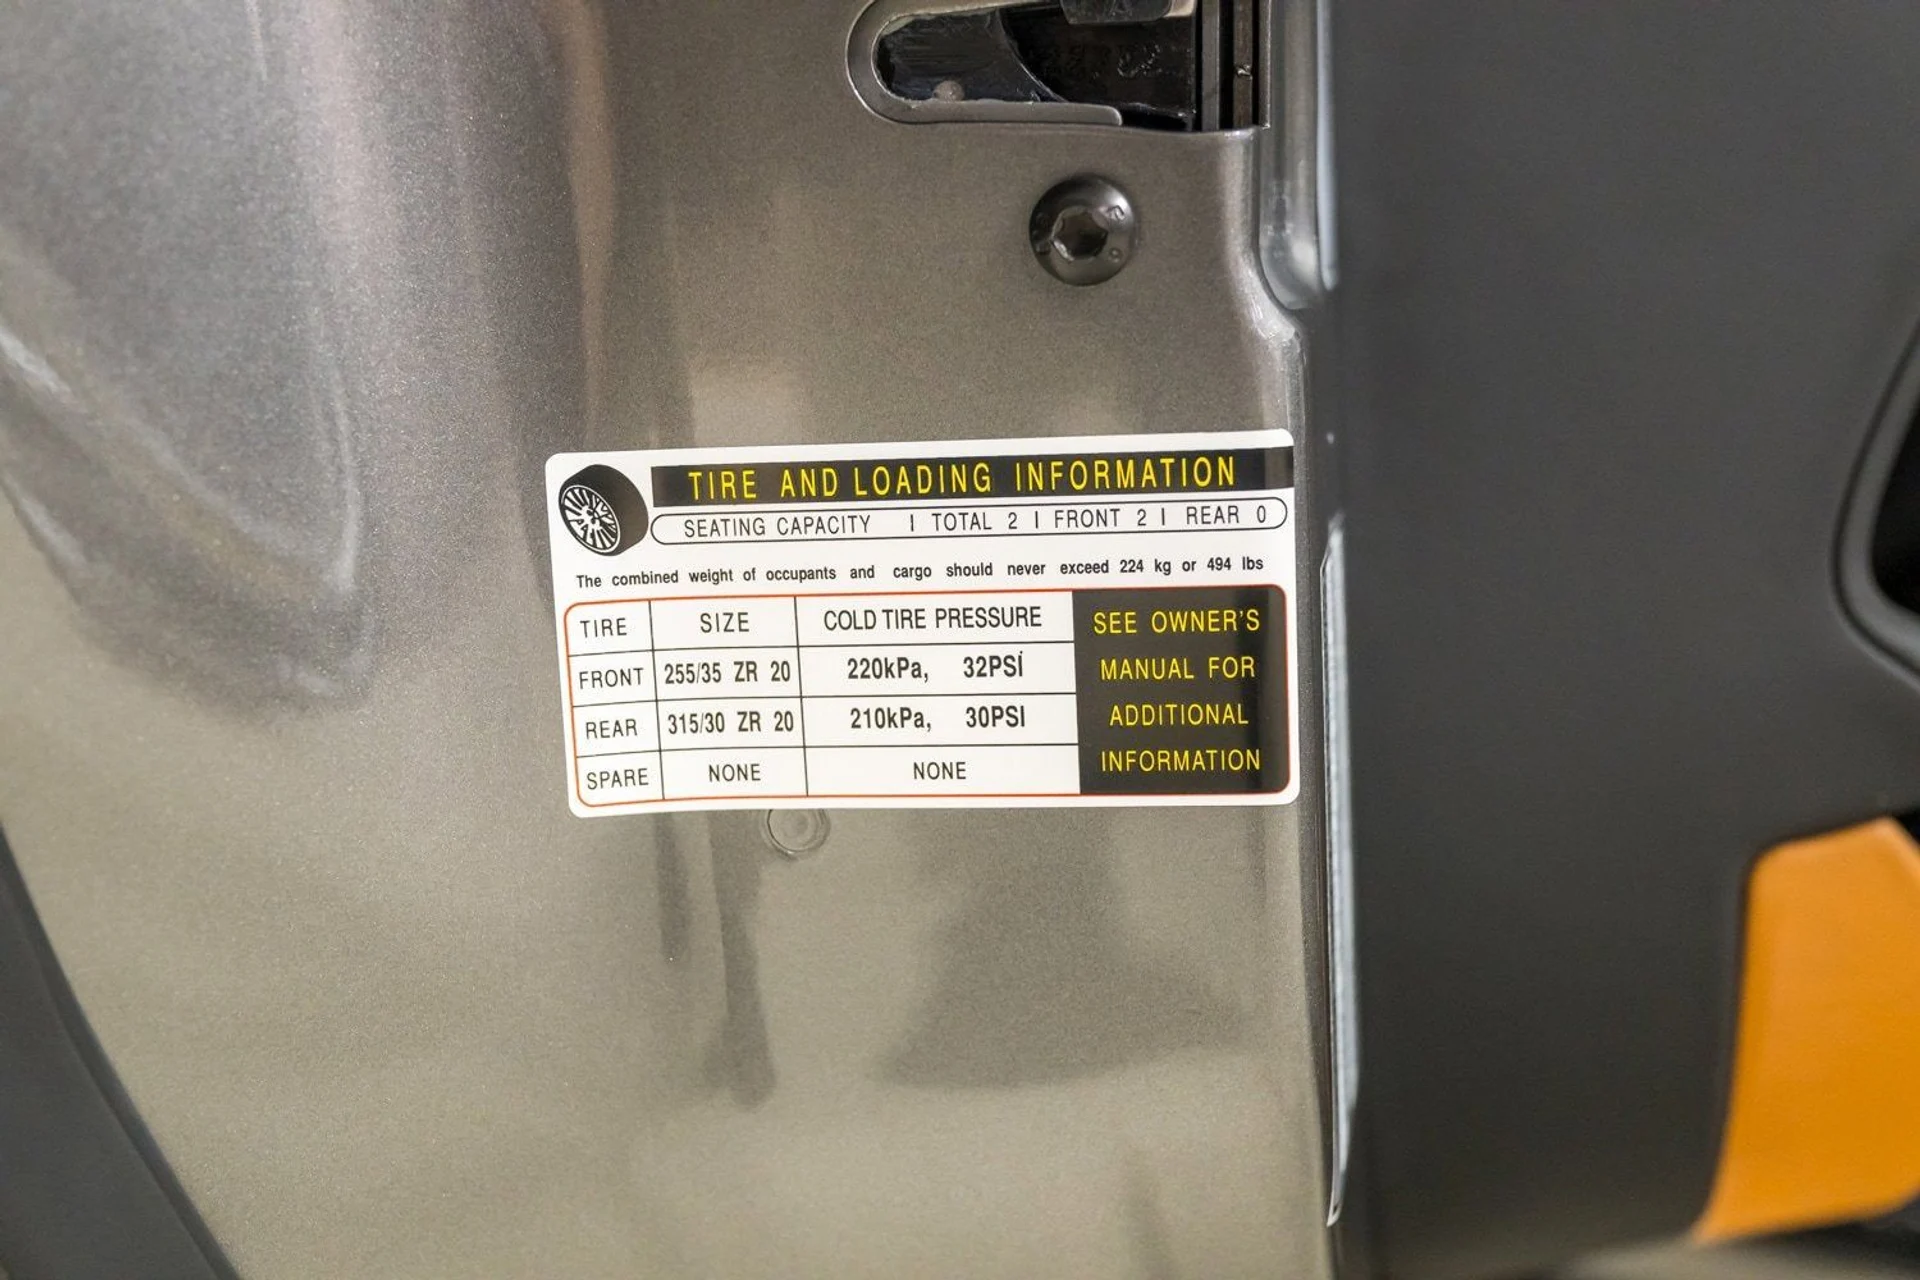 TIRE AND LOADING INFORMATION
SEATING CAPACITY | TOTAL 2 | FRONT 2 | REAR 0
The combined weight of occupants and cargo should never exceed 224 kg or 494 lbs
TIRE SIZE COLD TIRE PRESSURE
FRONT 255/35 ZR 20 220kPa, 32PSI
REAR 315/30 ZR 20 210kPa, 30PSI
SPARE NONE NONE
SEE OWNER'S
MANUAL FOR
ADDITIONAL
INFORMATION